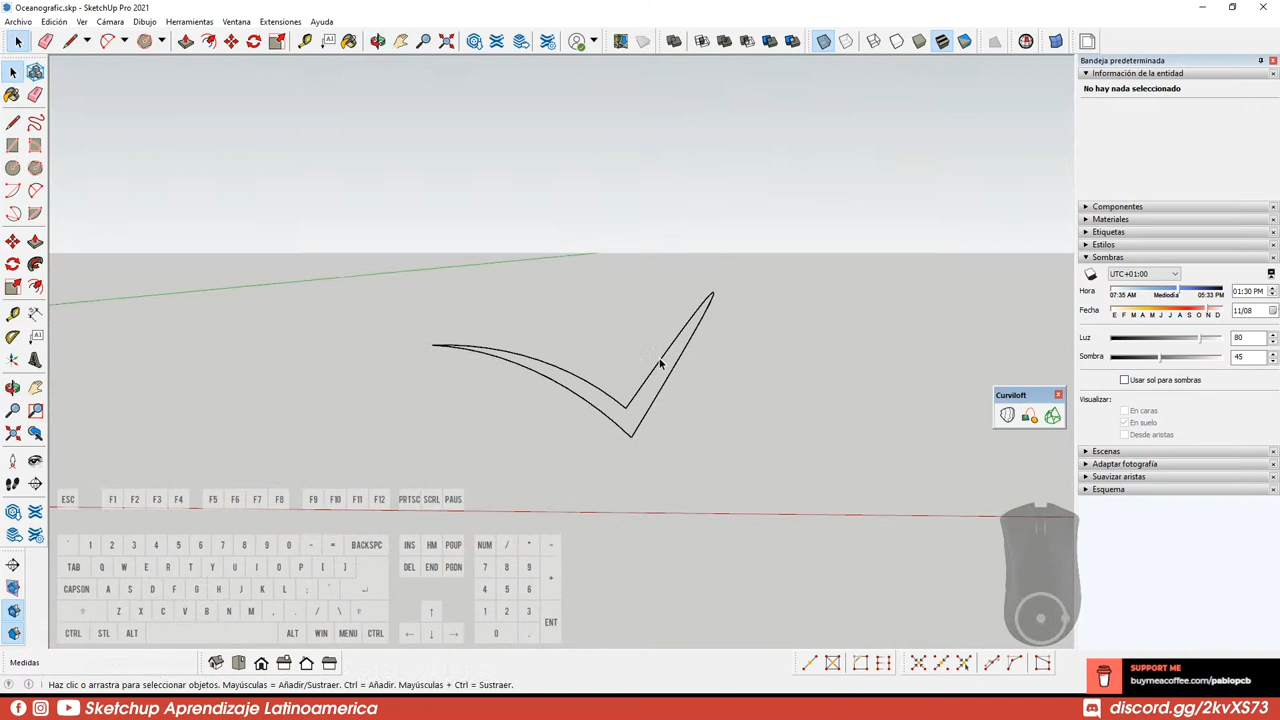 Oceanografic.skp - SketchUp Pro 2021
Archivo Edición Ver Cámara Dibujo Herramientas Ventana Extensiones Ayuda
Bandeja predeterminada
Información de la entidad
No hay nada seleccionado
Componentes
Materiales
Etiquetas
Estilos
Sombras
UTC+01:00
Hora 07:35 AM Mediodía 05:33 PM 01:30 PM
Fecha E F M A M J J A S O N D 11/08
Luz 80
Sombra 45
Usar sol para sombras
Visualizar:
En caras
En suelo
Desde aristas
Escenas
Adaptar fotografía
Suavizar aristas
Esquema
Curviloft
ESC F1 F2 F3 F4 F5 F6 F7 F8 F9 F10 F11 F12 PRTSC SCRL PAUS
` 1 2 3 4 5 6 7 8 9 0 - = BACKSPC INS HM PGUP NUM / * -
TAB Q W E R T Y U I O P [ ] DEL END PGDN 7 8 9 +
CAPSON A S D F G H J K L ; ' 4 5 6
Z X C V B N M , . / \ 1 2 3 ENT
CTRL STL ALT ALT WIN MENU CTRL 0 .
Medidas
Haz clic o arrastra para seleccionar objetos. Mayúsculas = Añadir/Sustraer. Ctrl = Añadir. Mayúsculas + Ctrl = Sustraer.
SUPPORT ME
buymeacoffee.com/pablopcb
Sketchup Aprendizaje Latinoamerica
discord.gg/2kvXS73